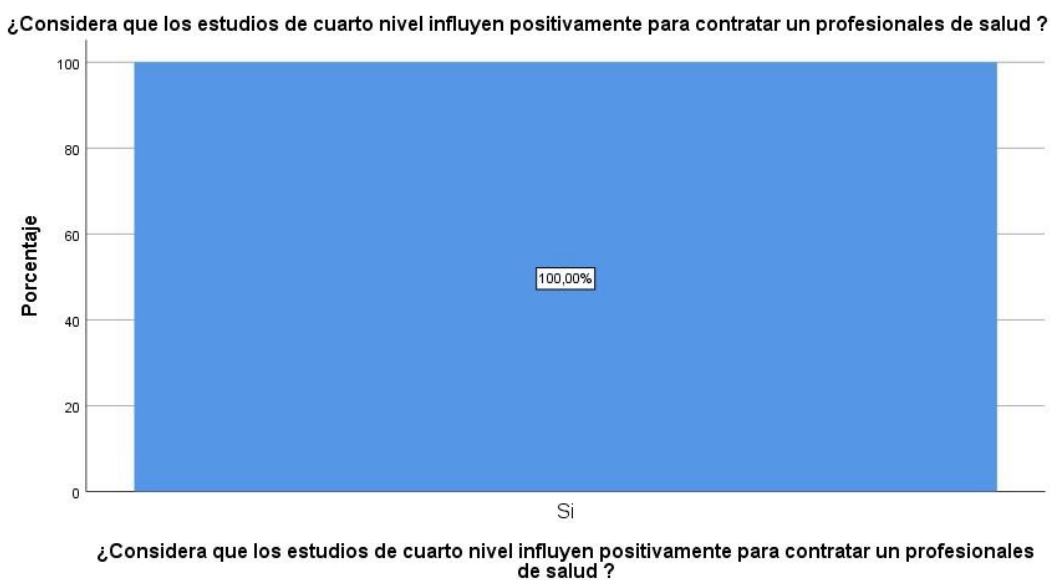 ¿Considera que los estudios de cuarto nivel influyen positivamente para contratar un profesionales de salud ?
100
80
60
40
20
0
Porcentaje
100,00%
Si
¿Considera que los estudios de cuarto nivel influyen positivamente para contratar un profesionales
de salud ?